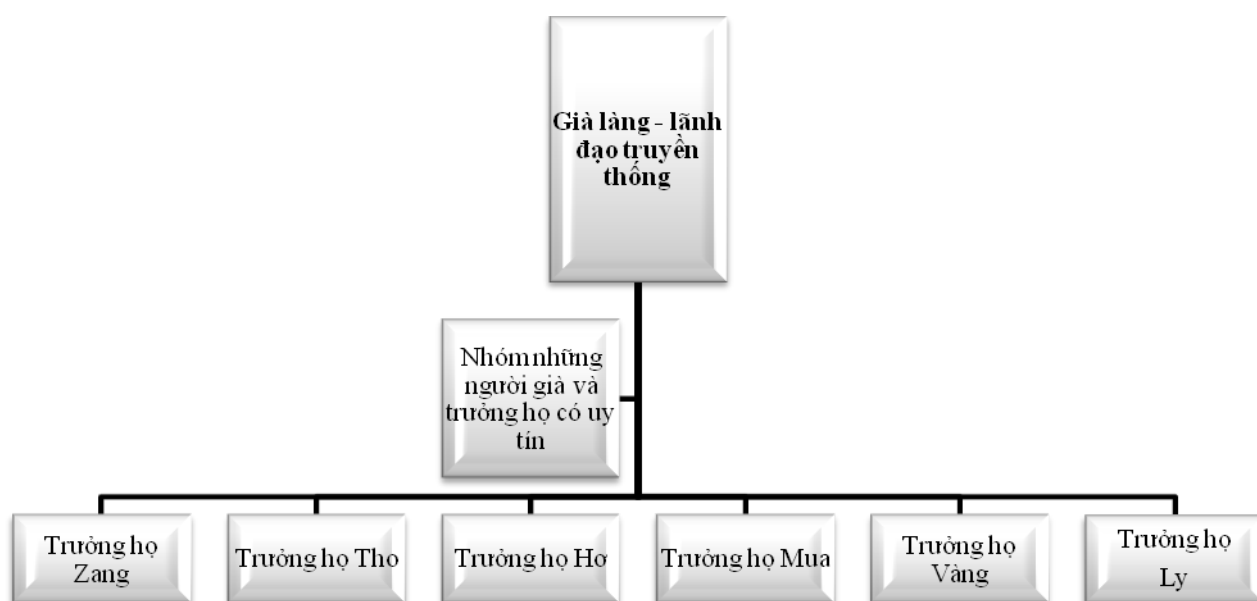 Già làng - lãnh
đạo truyền
thống
Nhóm những
người già và
trưởng họ có uy
tín
Trưởng họ
Zang
Trưởng họ Tho
Trưởng họ Hơ
Trưởng họ Mua
Trưởng họ
Vàng
Trưởng họ
Ly